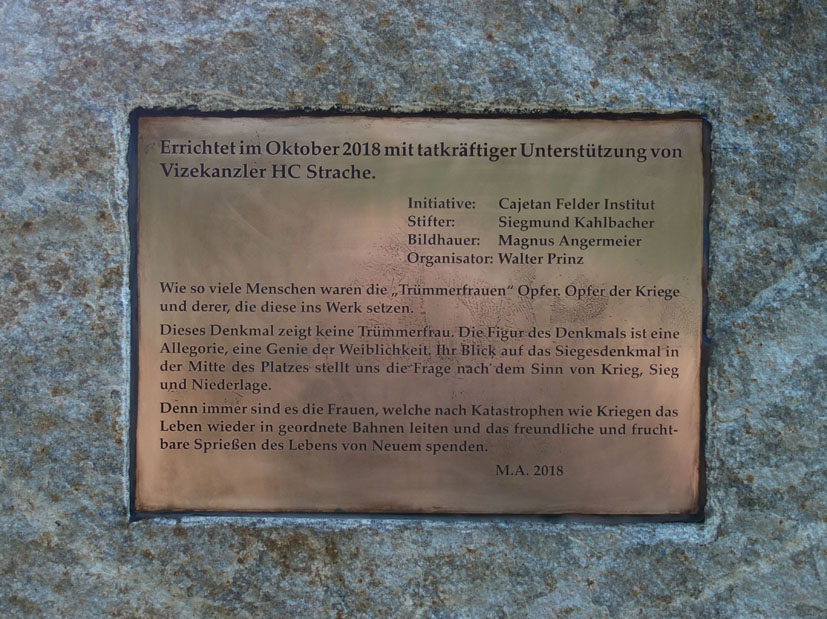 Errichtet im Oktober 2018 mit tatkräftiger Unterstützung von
Vizekanzler HC Strache.
Initiative: Cajetan Felder Institut
Stifter: Siegmund Kahlbacher
Bildhauer: Magnus Angermeier
Organisator: Walter Prinz
Wie so viele Menschen waren die „Trümmerfrauen“ Opfer. Opfer der Kriege
und derer, die diese ins Werk setzen.
Dieses Denkmal zeigt keine Trümmerfrau. Die Figur des Denkmals ist eine
Allegorie, eine Genie der Weiblichkeit. Ihr Blick auf das Siegesdenkmal in
der Mitte des Platzes stellt uns die Frage nach dem Sinn von Krieg, Sieg
und Niederlage.
Denn immer sind es die Frauen, welche nach Katastrophen wie Kriegen das
Leben wieder in geordnete Bahnen leiten und das freundliche und frucht-
bare Sprießen des Lebens von Neuem spenden.
M.A. 2018